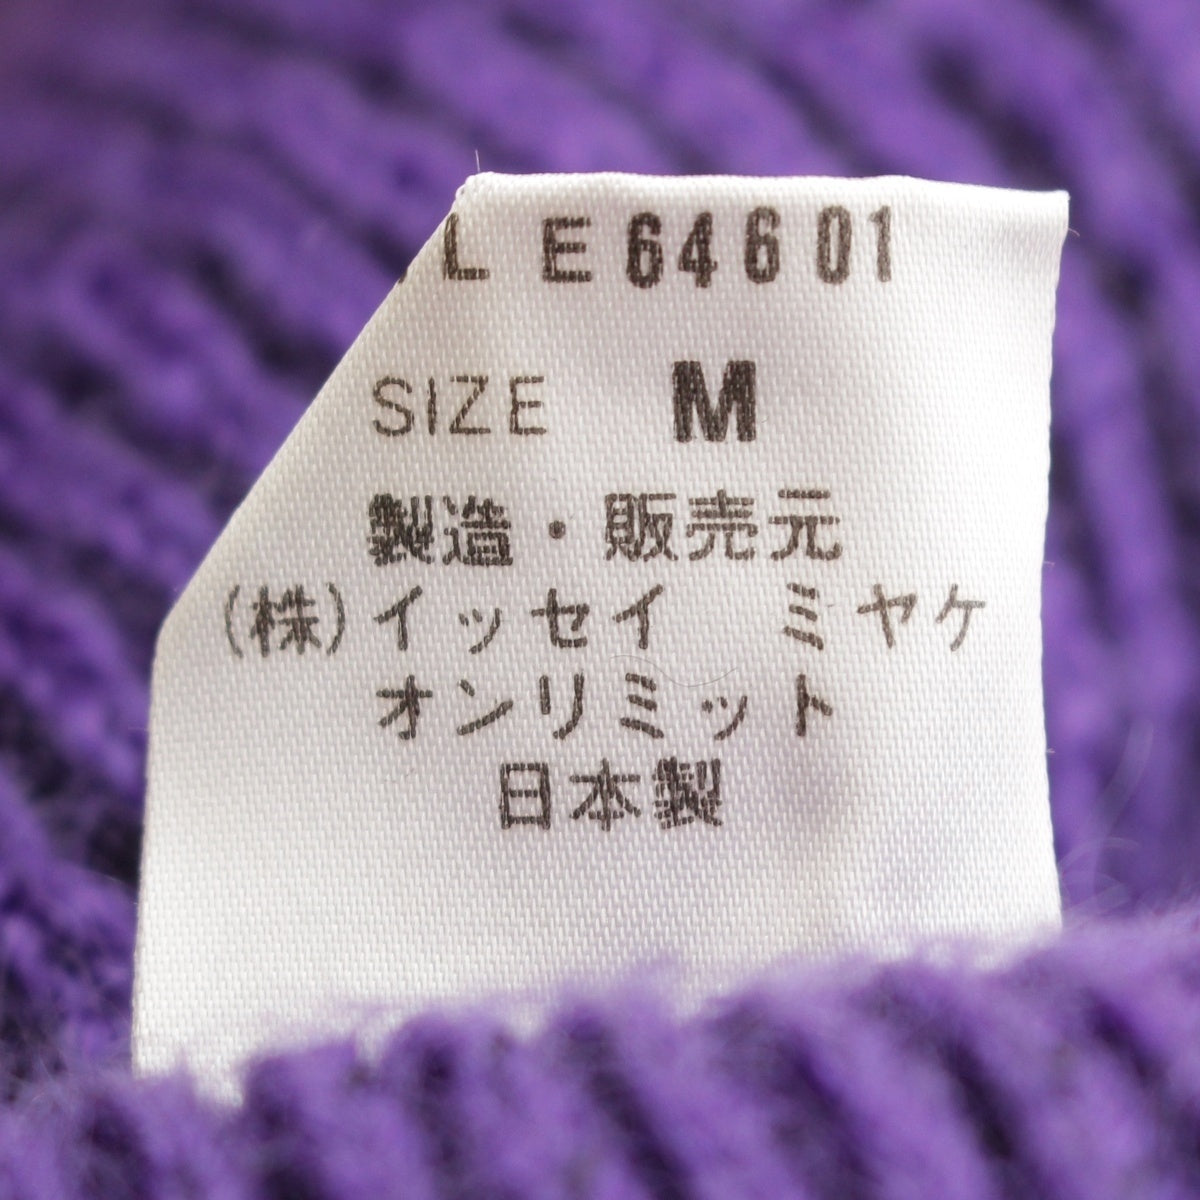 LE64601
SIZE M
製造・販売元
(株)イッセイ ミヤケ
オンリミット
日本製